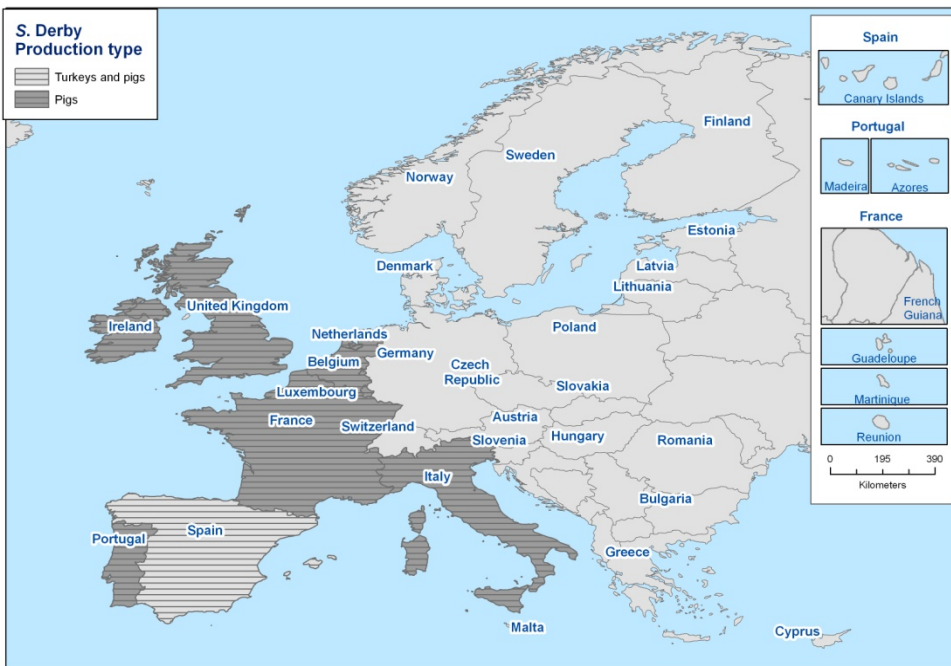 S. Derby
Production type
Turkeys and pigs
Pigs
Finland
Sweden
Norway
Estonia
Denmark
Latvia
Lithuania
United Kingdom
Ireland
Netherlands
Poland
Germany
Belgium
Czech
Republic
Slovakia
Luxembourg
Austria
France
Switzerland
Slovenia
Hungary
Romania
Italy
Bulgaria
Spain
Portugal
Greece
Malta
Cyprus
Spain
Canary Islands
Portugal
Madeira
Azores
France
French
Guiana
Guadeloupe
Martinique
Reunion
0 195 390
Kilometers